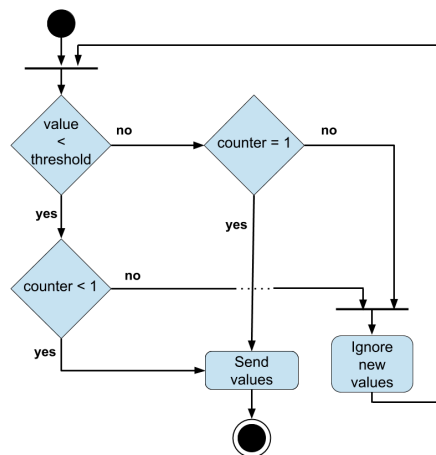 value
<
threshold
no
counter = 1
no
yes
yes
counter < 1
no
yes
Send
values
Ignore
new
values